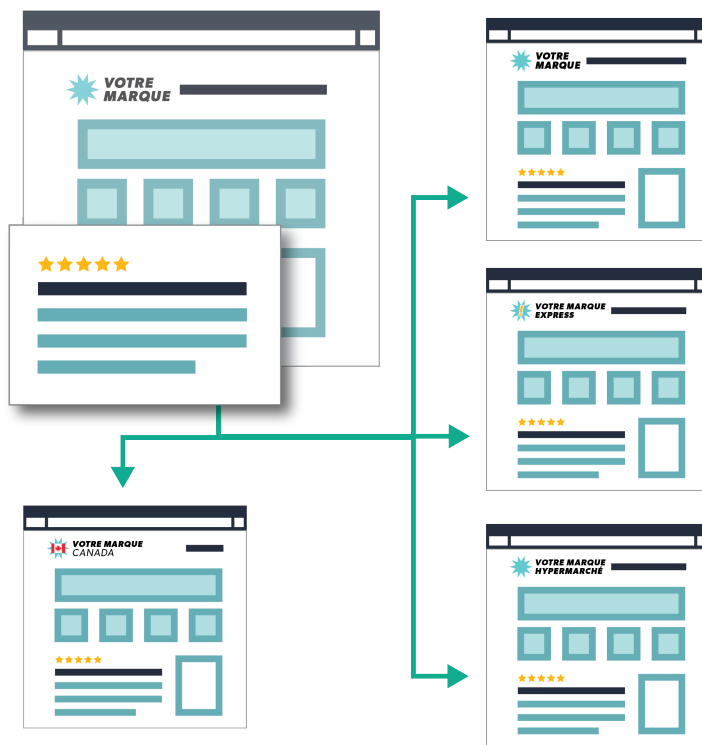 VOTRE
MARQUE
VOTRE
MARQUE
VOTRE MARQUE
EXPRESS
VOTRE MARQUE
CANADA
VOTRE MARQUE
HYPERMARCHÉ